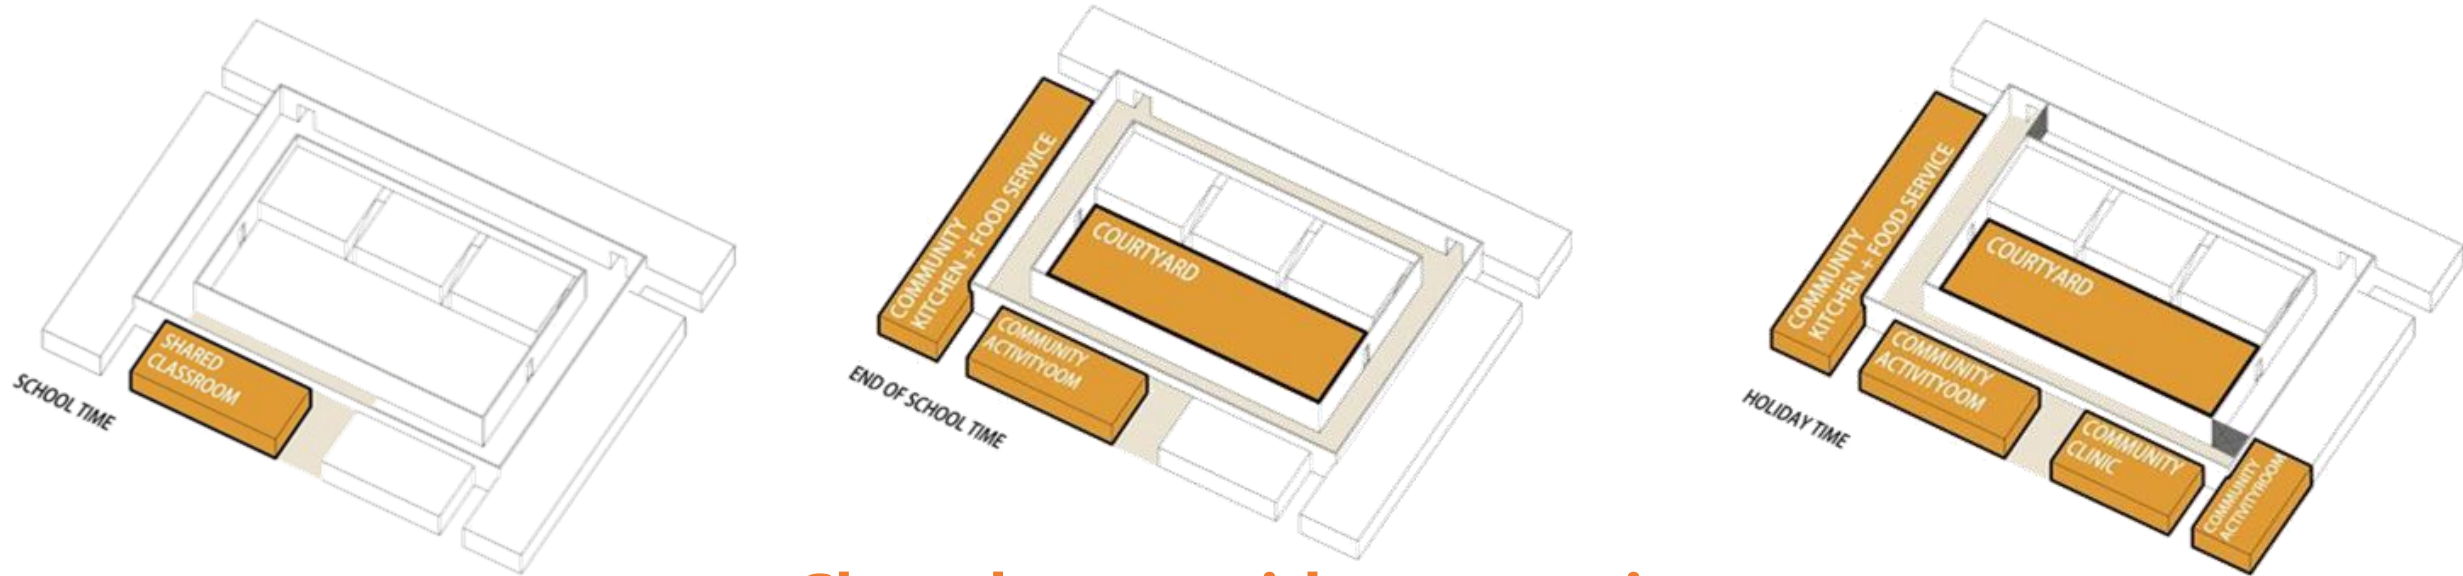 SHARED
CLASSROOM
SCHOOL TIME
COMMUNITY
KITCHEN + FOOD SERVICE
COURTYARD
COMMUNITY
ACTIVITYOOM
END OF SCHOOL TIME
COMMUNITY
KITCHEN + FOOD SERVICE
COURTYARD
COMMUNITY
ACTIVITYOOM
COMMUNITY
CLINIC
COMMUNITY
ACTIVITYROOM
HOLIDAY TIME